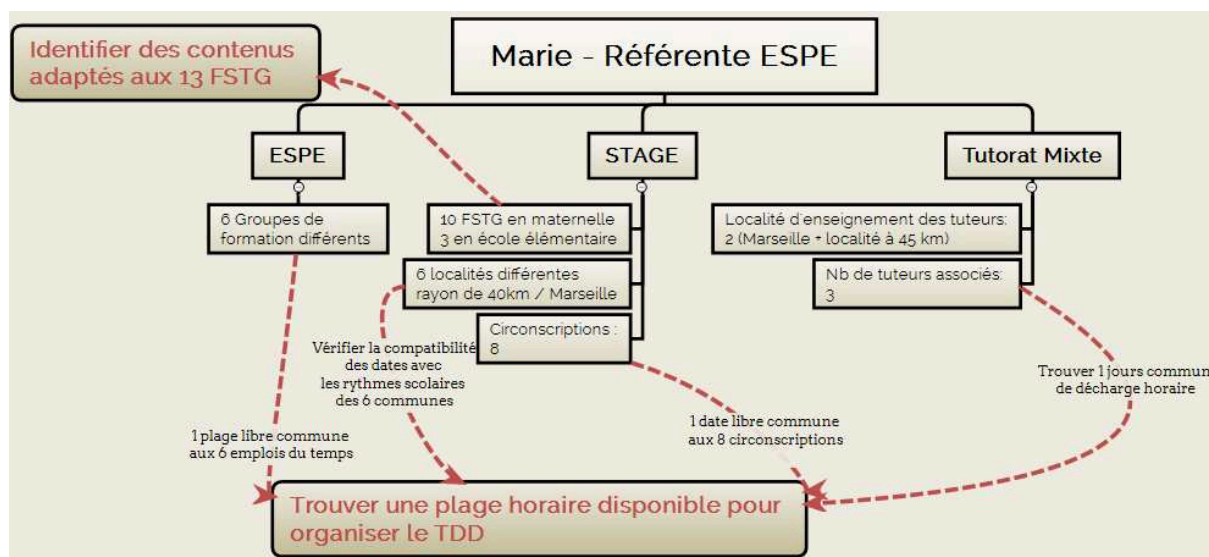 Identifier des contenus
adaptés aux 13 FSTG
Marie - Référente ESPE
ESPE
STAGE
Tutorat Mixte
6 Groupes de
formation différents
10 FSTG en maternelle
3 en école élémentaire
Localité d'enseignement des tuteurs:
2 (Marseille + localité à 45 km)
6 localités différentes
rayon de 40km / Marseille
Nb de tuteurs associés:
3
Circonscriptions :
8
Vérifier la compatibilité
des dates avec
les rythmes scolaires
des 6 communes
Trouver 1 jours commun
de décharge horaire
1 plage libre commune
aux 6 emplois du temps
1 date libre commune
aux 8 circonscriptions
Trouver une plage horaire disponible pour
organiser le TDD